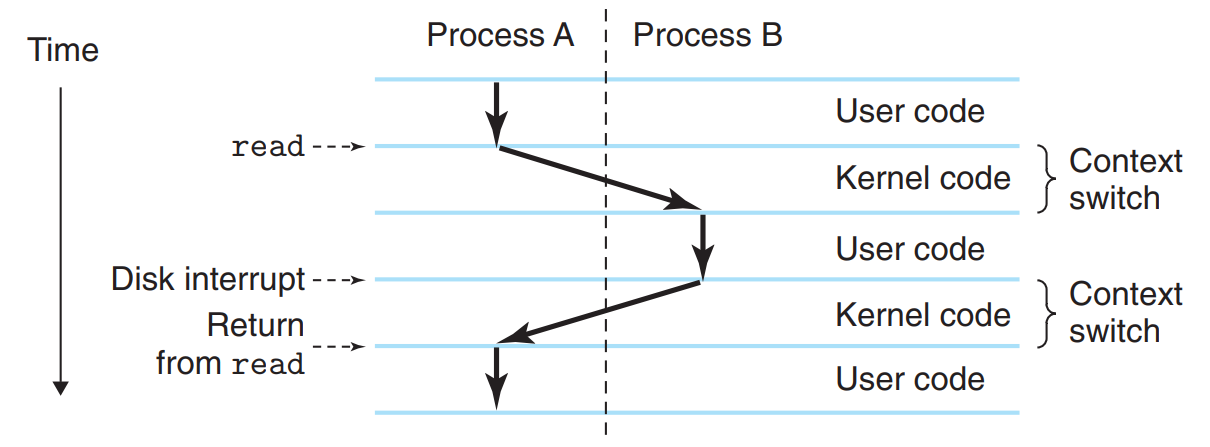 Process A
Process B
Time
User code
read
Kernel code
Context
switch
User code
Disk interrupt
Kernel code
Context
switch
Return
from read
User code